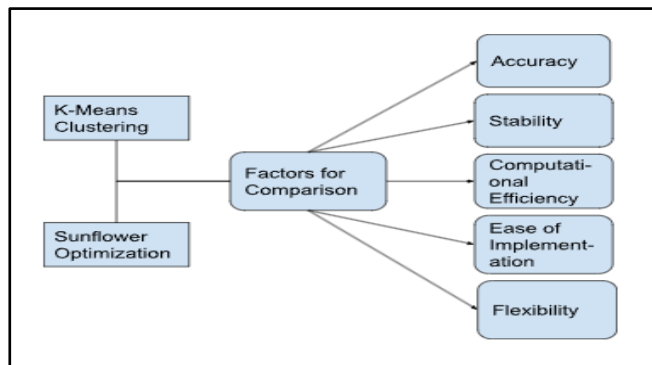 K-Means
Clustering
Sunflower
Optimization
Factors for
Comparison
Accuracy
Stability
Computati-
onal
Efficiency
Ease of
Implement-
ation
Flexibility